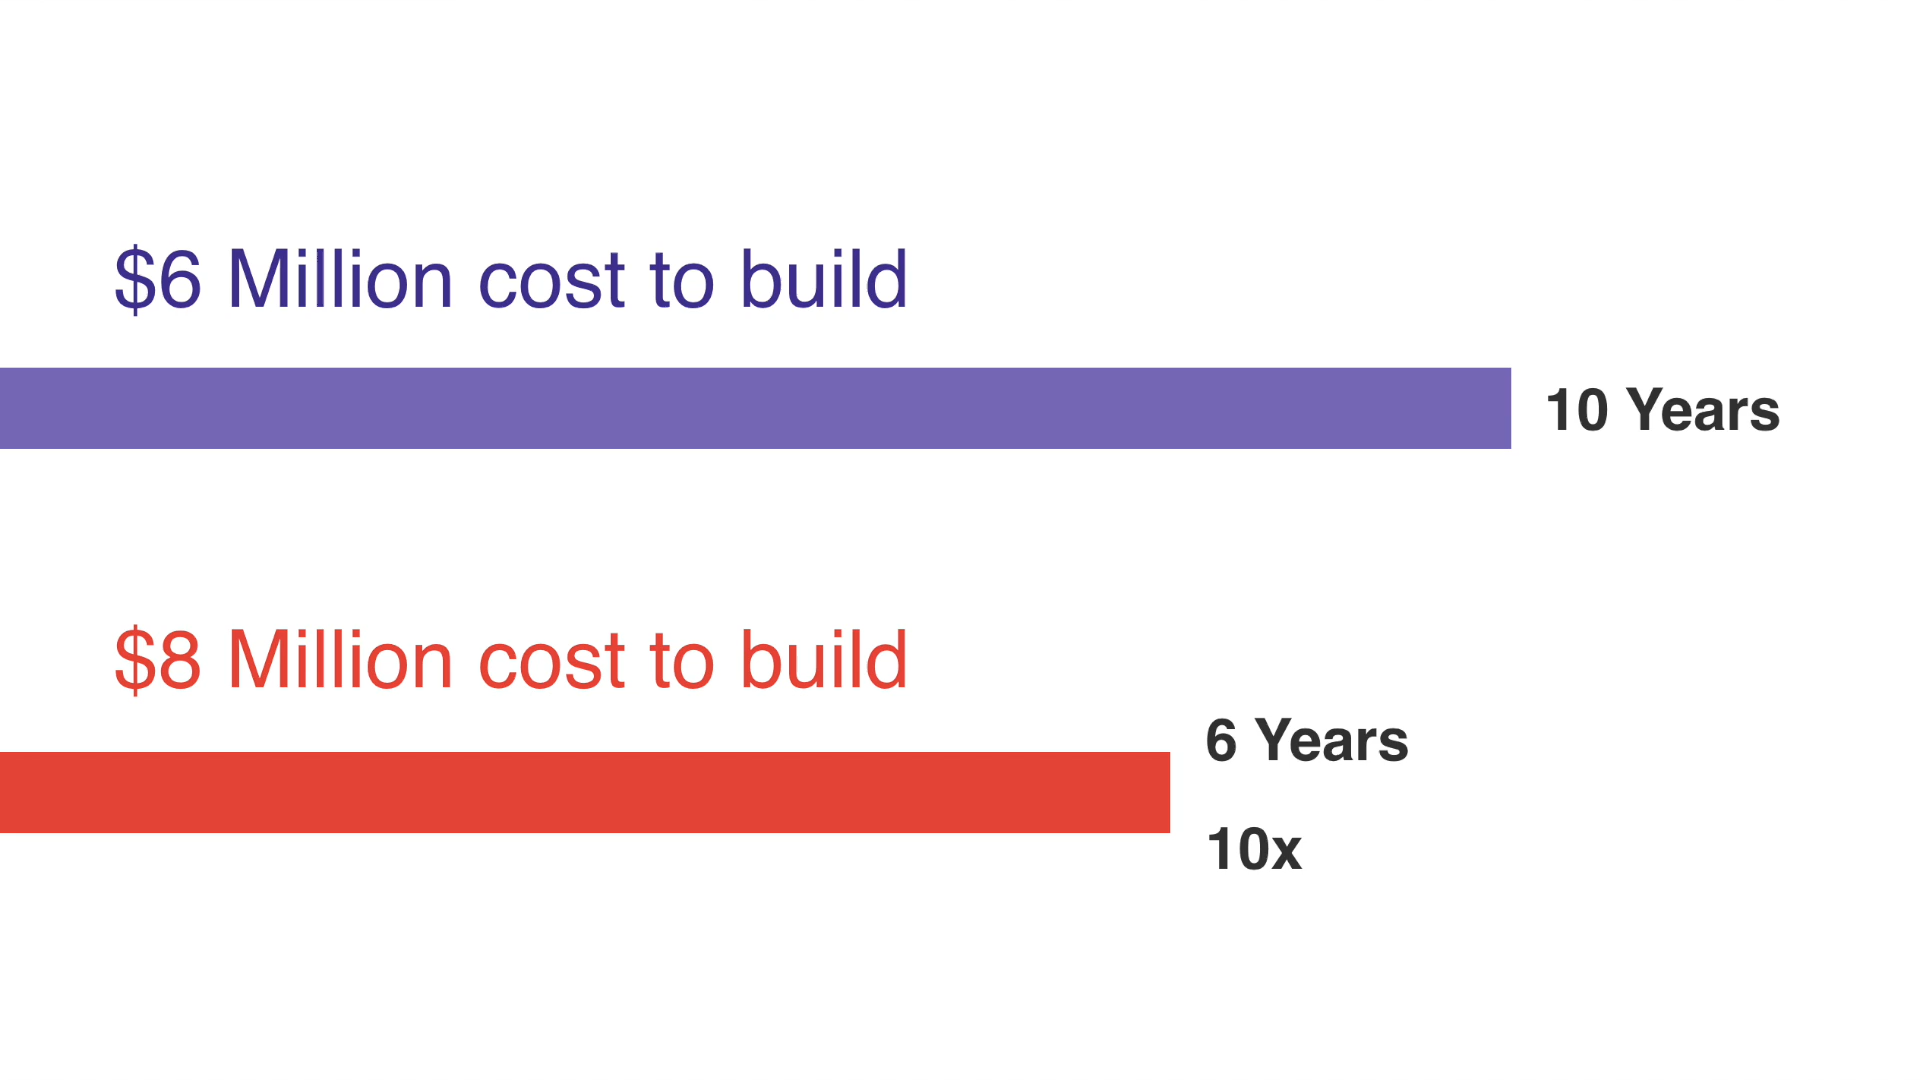 $6 Million cost to build
10 Years
$8 Million cost to build
6 Years
10x